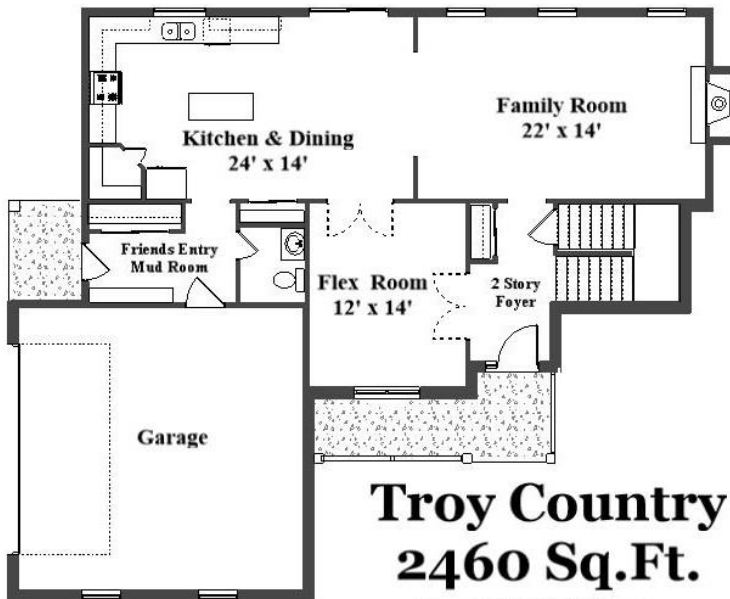 Family Room
22' x 14'
Kitchen & Dining
24' x 14'
Friends Entry
Mud Room
Flex Room
12' x 14'
2 Story
Foyer
Garage
Troy Country
2460 Sq.Ft.